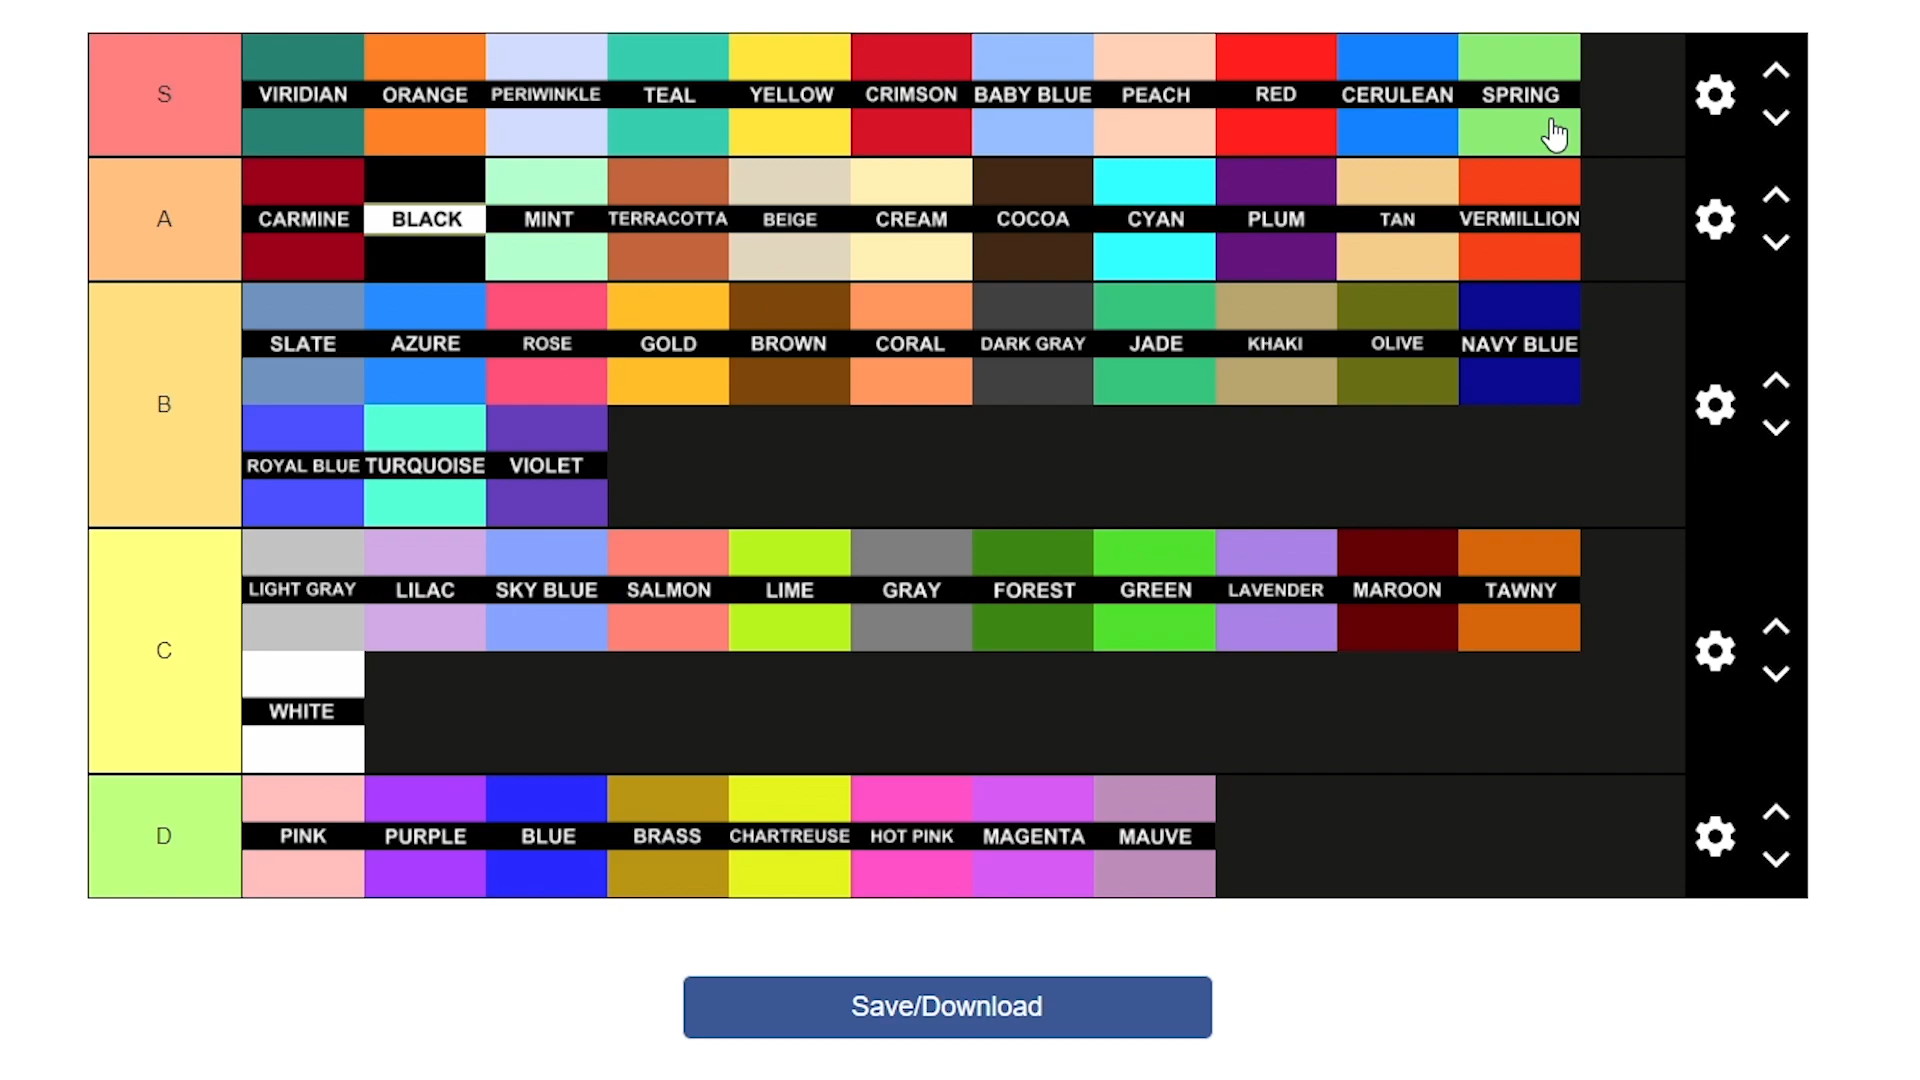 S VIRIDIAN ORANGE PERIWINKLE TEAL YELLOW CRIMSON BABY BLUE PEACH RED CERULEAN SPRING
A CARMINE BLACK MINT TERRACOTTA BEIGE CREAM COCOA CYAN PLUM TAN VERMILLION
B SLATE AZURE ROSE GOLD BROWN CORAL DARK GRAY JADE KHAKI OLIVE NAVY BLUE
ROYAL BLUE TURQUOISE VIOLET
C LIGHT GRAY LILAC SKY BLUE SALMON LIME GRAY FOREST GREEN LAVENDER MAROON TAWNY
WHITE
D PINK PURPLE BLUE BRASS CHARTREUSE HOT PINK MAGENTA MAUVE
Save/Download